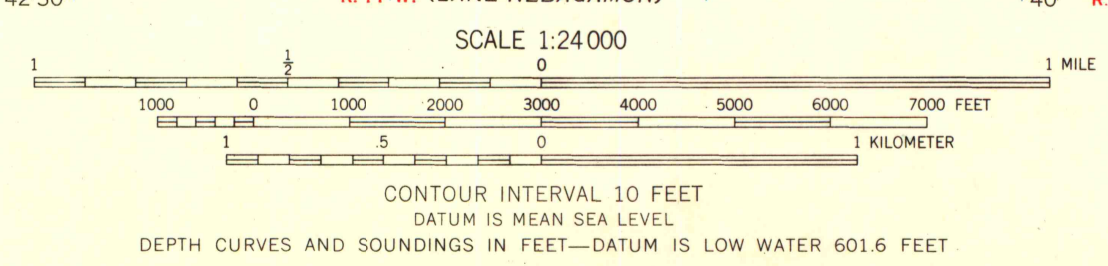 SCALE 1:24 000
1 ½ 0 1 MILE
1000 0 1000 2000 3000 4000 5000 6000 7000 FEET
1 .5 0 1 KILOMETER
CONTOUR INTERVAL 10 FEET
DATUM IS MEAN SEA LEVEL
DEPTH CURVES AND SOUNDINGS IN FEET—DATUM IS LOW WATER 601.6 FEET